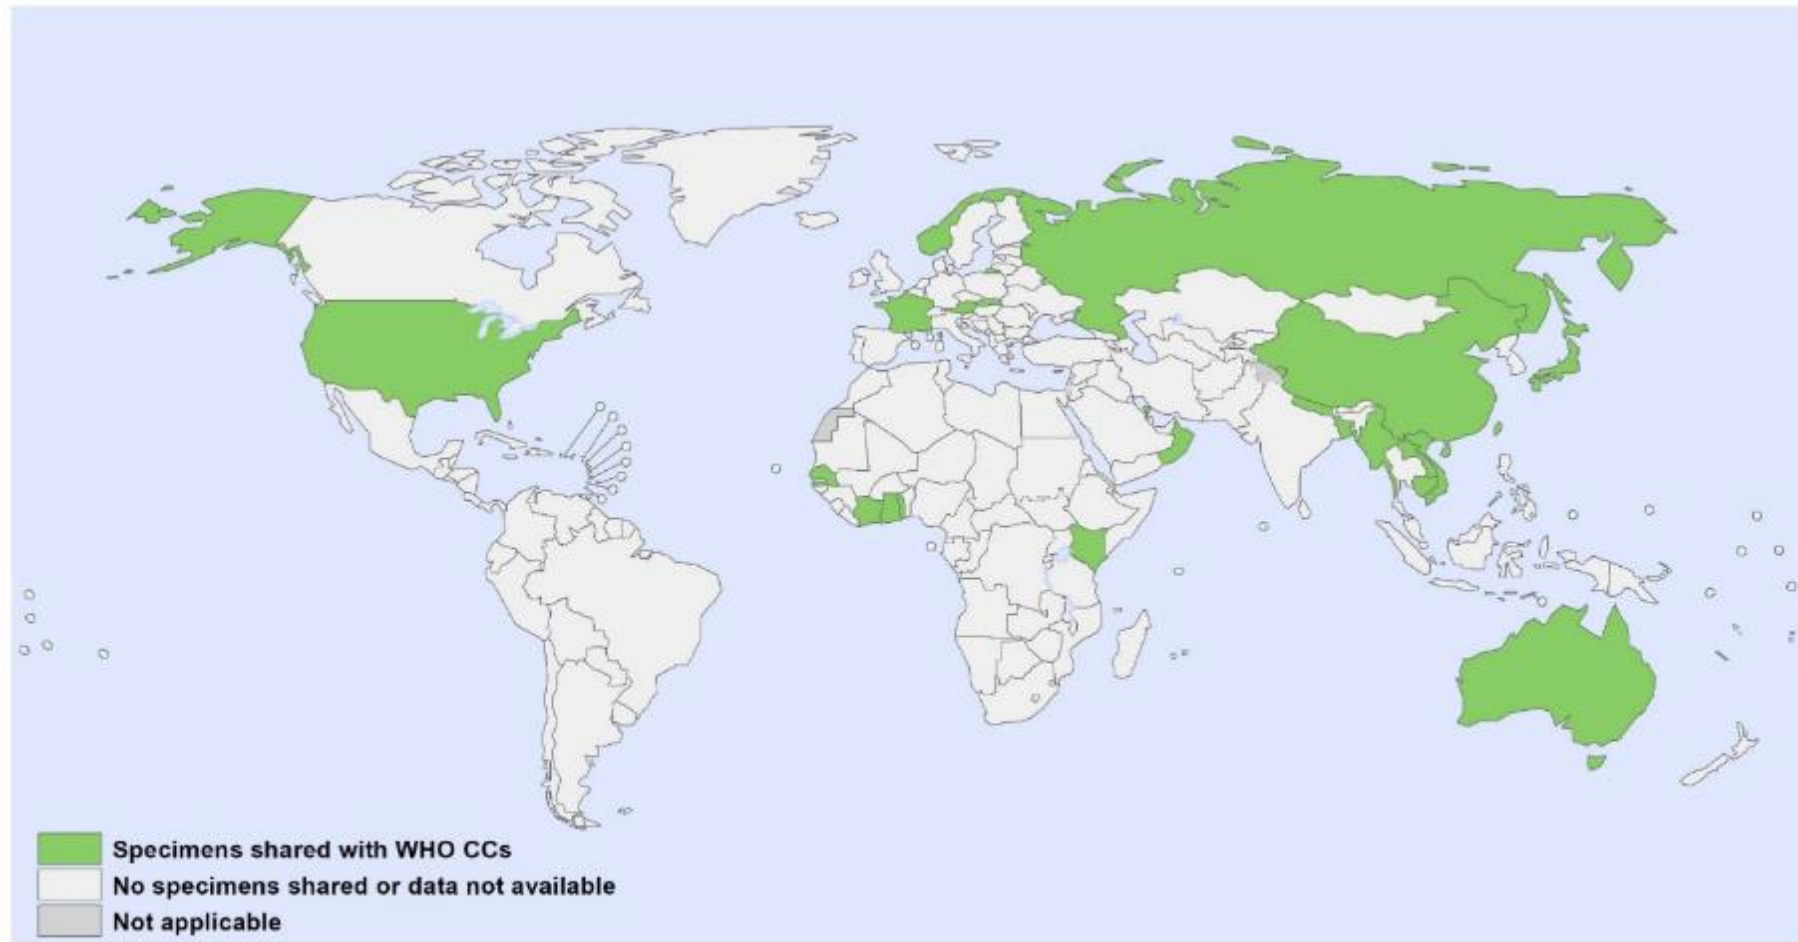 Specimens shared with WHO CCs
No specimens shared or data not available
Not applicable